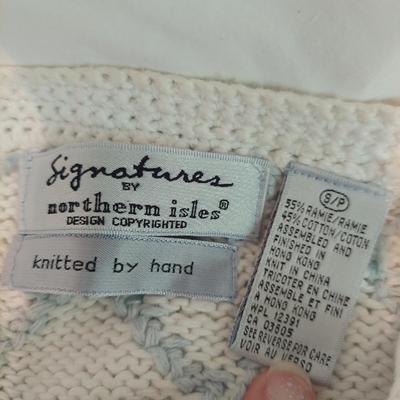 Signatures
BY
northern isles®
DESIGN COPYRIGHTED
knitted by hand
S/P
55% RAMIE/RAMIE
45% COTTON/COTON
ASSEMBLED AND
FINISHED IN
HONG KONG
KNIT IN CHINA
TRICOTER EN CHINE
ASSEMBLE ET FINI
A HONG KONG
WPL 12391
CA 03605
SEE REVERSE FOR CARE
VOIR AU VERSO